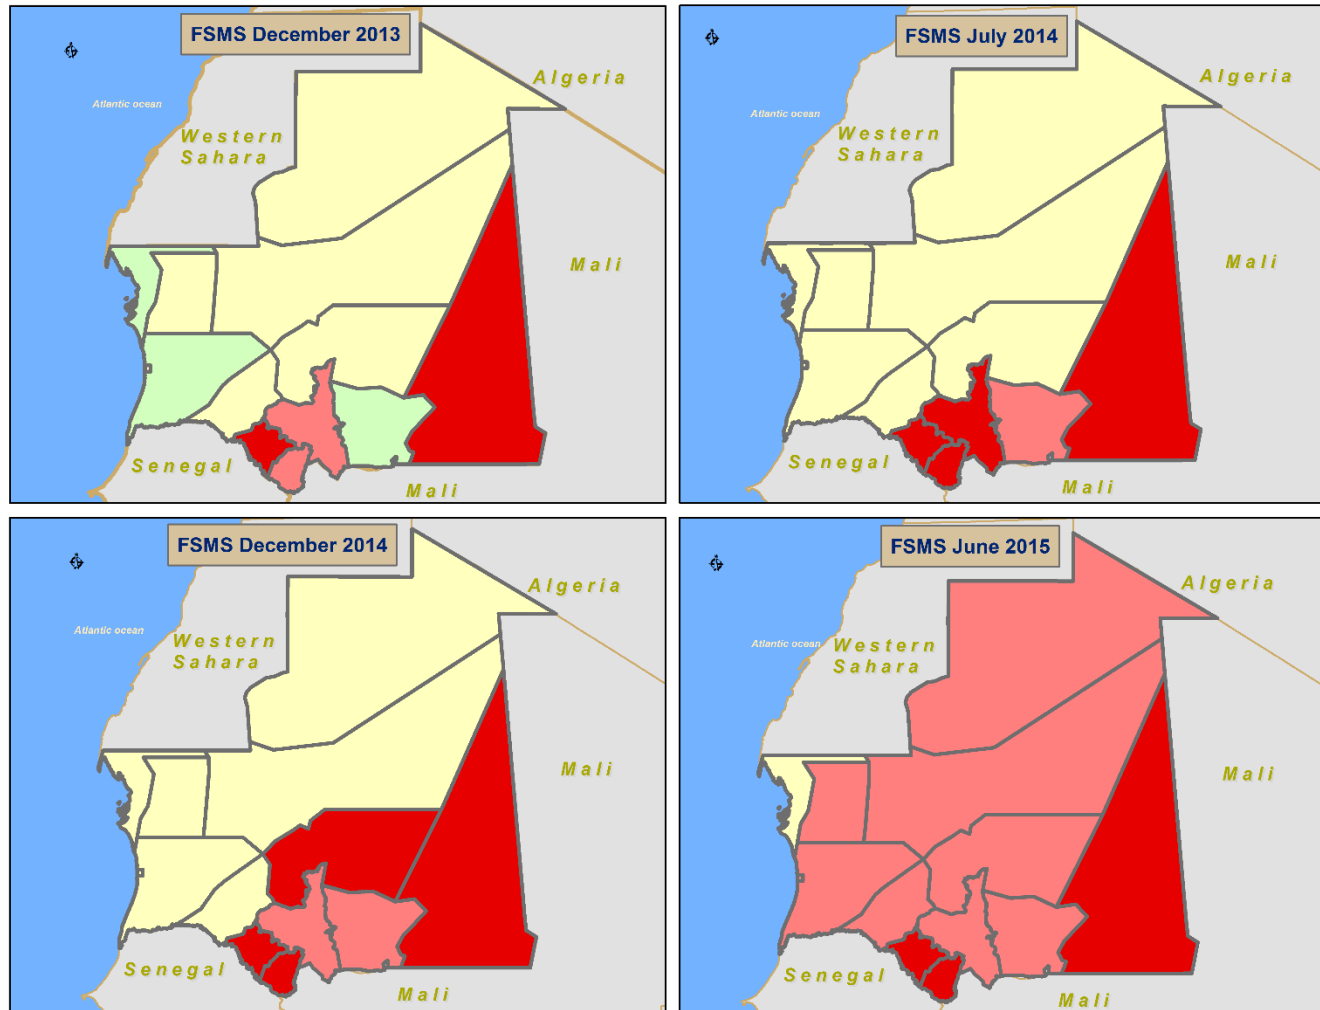 FSMS December 2013
Algeria
Atlantic ocean
Western
Sahara
Mali
Senegal
Mali
FSMS July 2014
Algeria
Atlantic ocean
Western
Sahara
Mali
Senegal
Mali
FSMS December 2014
Algeria
Atlantic ocean
Western
Sahara
Mali
Senegal
Mali
FSMS June 2015
Algeria
Atlantic ocean
Western
Sahara
Mali
Senegal
Mali